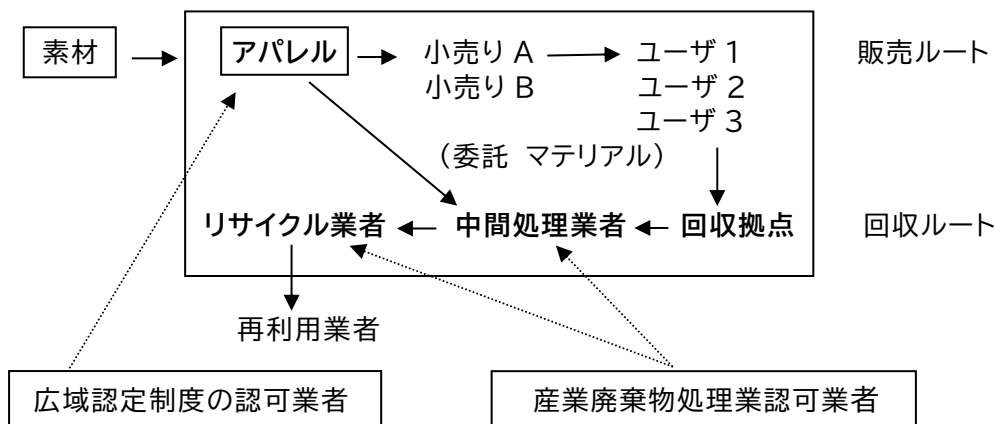 素材
アパレル
小売り A
ユーザ 1
販売ルート
小売り B
ユーザ 2
ユーザ 3
（委託 マテリアル）
リサイクル業者
中間処理業者
回収拠点
回収ルート
再利用業者
広域認定制度の認可業者
産業廃棄物処理業認可業者